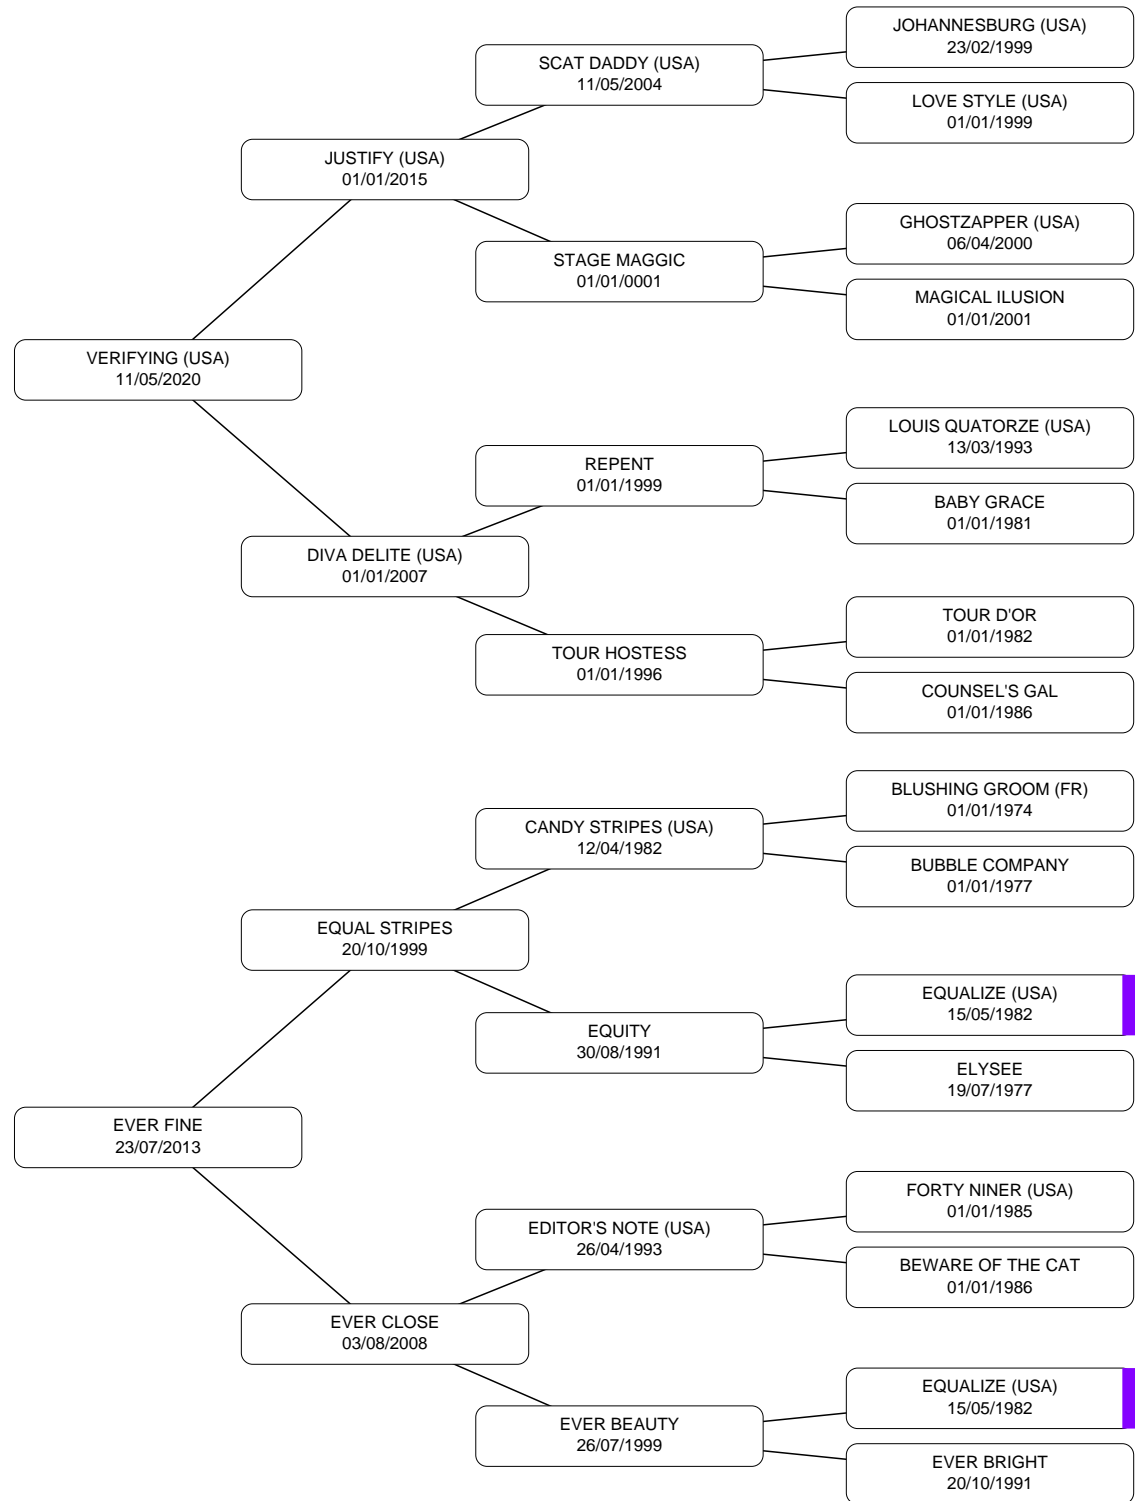 JOHANNESBURG (USA)
23/02/1999
SCAT DADDY (USA)
11/05/2004
LOVE STYLE (USA)
01/01/1999
JUSTIFY (USA)
01/01/2015
GHOSTZAPPER (USA)
06/04/2000
STAGE MAGGIC
01/01/0001
MAGICAL ILUSION
01/01/2001
VERIFYING (USA)
11/05/2020
LOUIS QUATORZE (USA)
13/03/1993
REPENT
01/01/1999
BABY GRACE
01/01/1981
DIVA DELITE (USA)
01/01/2007
TOUR D'OR
01/01/1982
TOUR HOSTESS
01/01/1996
COUNSEL'S GAL
01/01/1986
BLUSHING GROOM (FR)
01/01/1974
CANDY STRIPES (USA)
12/04/1982
BUBBLE COMPANY
01/01/1977
EQUAL STRIPES
20/10/1999
EQUALIZE (USA)
15/05/1982
EQUITY
30/08/1991
ELYSEE
19/07/1977
EVER FINE
23/07/2013
FORTY NINER (USA)
01/01/1985
EDITOR'S NOTE (USA)
26/04/1993
BEWARE OF THE CAT
01/01/1986
EVER CLOSE
03/08/2008
EQUALIZE (USA)
15/05/1982
EVER BEAUTY
26/07/1999
EVER BRIGHT
20/10/1991